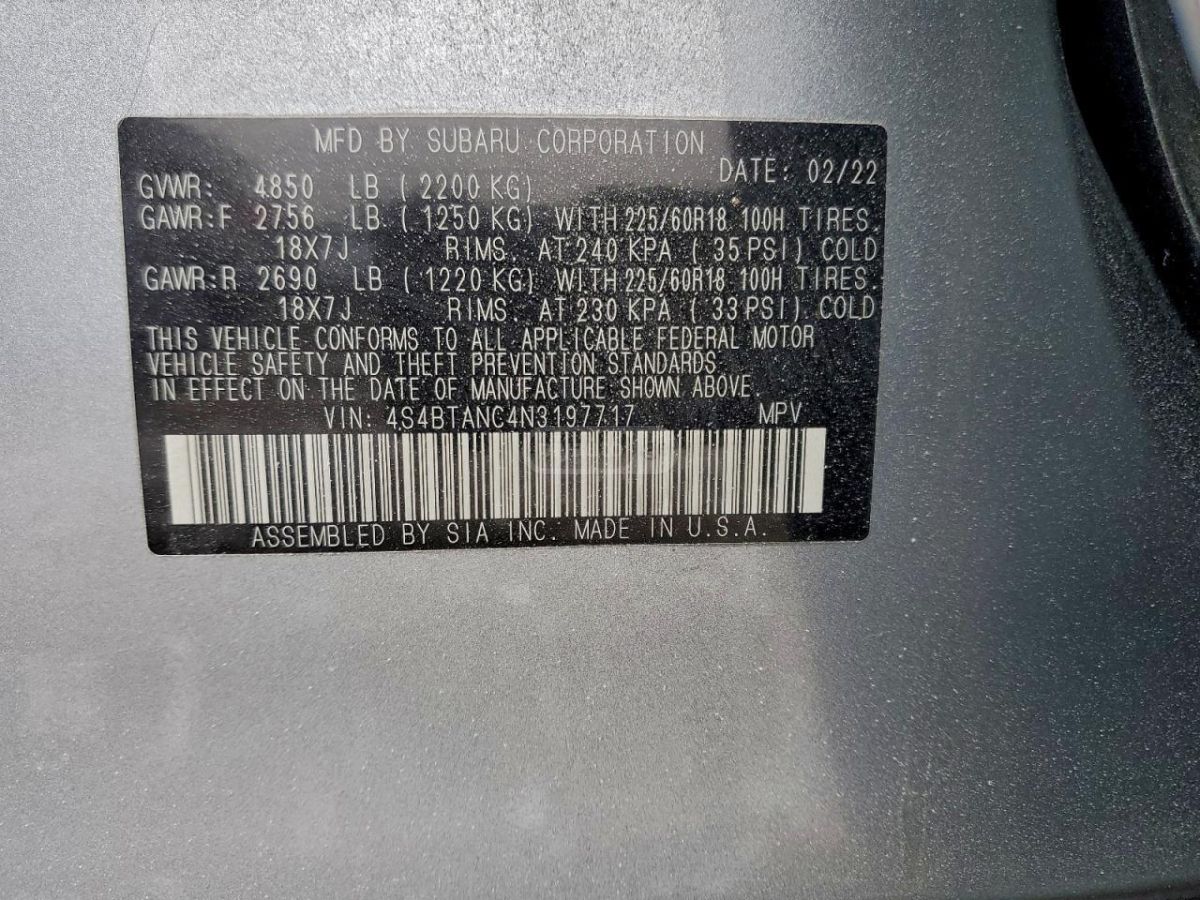 MFD BY SUBARU CORPORATION
DATE: 02/22
GVWR: 4850 LB ( 2200 KG)
GAWR:F 2756 LB ( 1250 KG) WITH 225/60R18 100H TIRES,
18X7J RIMS, AT 240 KPA ( 35 PSI) COLD
GAWR:R 2690 LB ( 1220 KG) WITH 225/60R18 100H TIRES,
18X7J RIMS, AT 230 KPA ( 33 PSI) COLD
THIS VEHICLE CONFORMS TO ALL APPLICABLE FEDERAL MOTOR
VEHICLE SAFETY AND THEFT PREVENTION STANDARDS
IN EFFECT ON THE DATE OF MANUFACTURE SHOWN ABOVE.
VIN: 4S4BTANC4N3197717 MPV
ASSEMBLED BY SIA INC. MADE IN U.S.A.